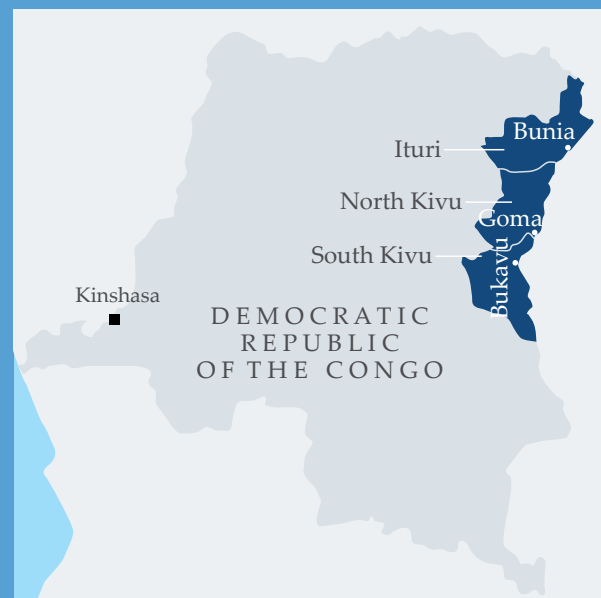 Bunia
Ituri
North Kivu
Goma
South Kivu
Bukavu
Kinshasa
DEMOCRATIC
REPUBLIC
OF THE CONGO